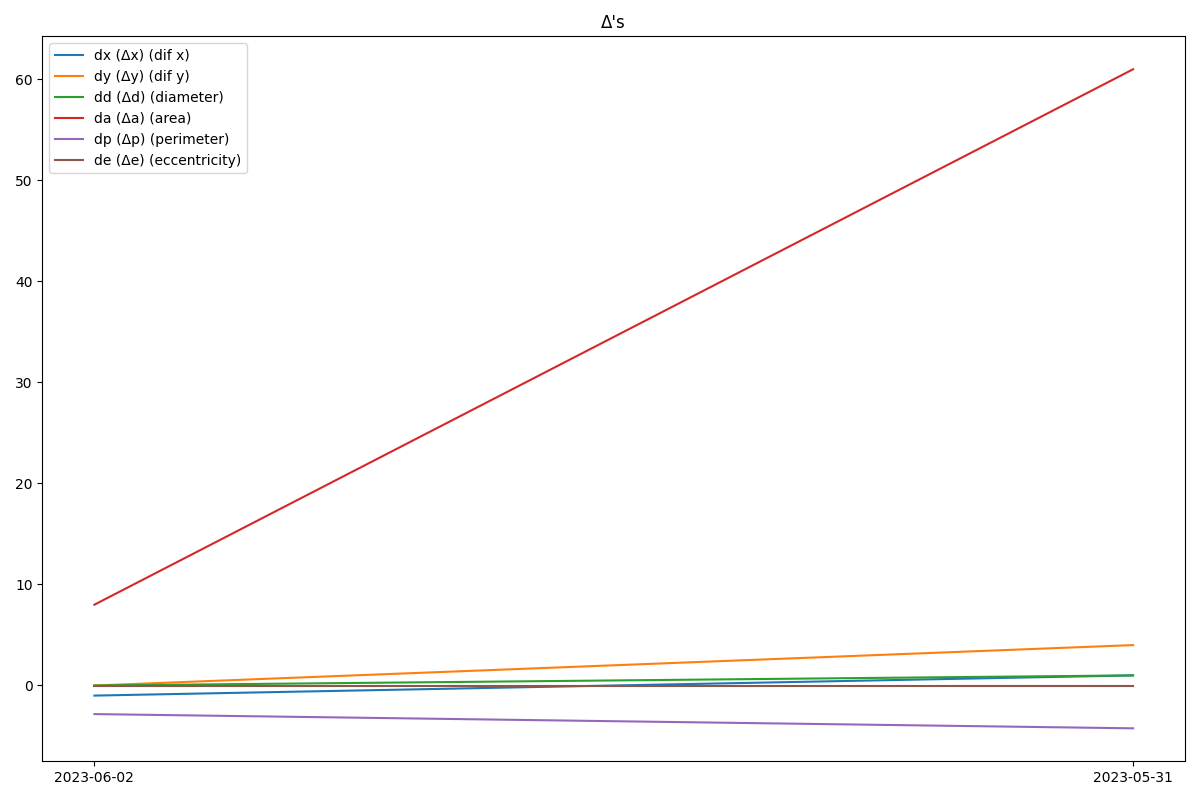 Δ's
dx (Δx) (dif x)
dy (Δy) (dif y)
dd (Δd) (diameter)
da (Δa) (area)
dp (Δp) (perimeter)
de (Δe) (eccentricity)
60
50
40
30
20
10
0
2023-06-02 2023-05-31